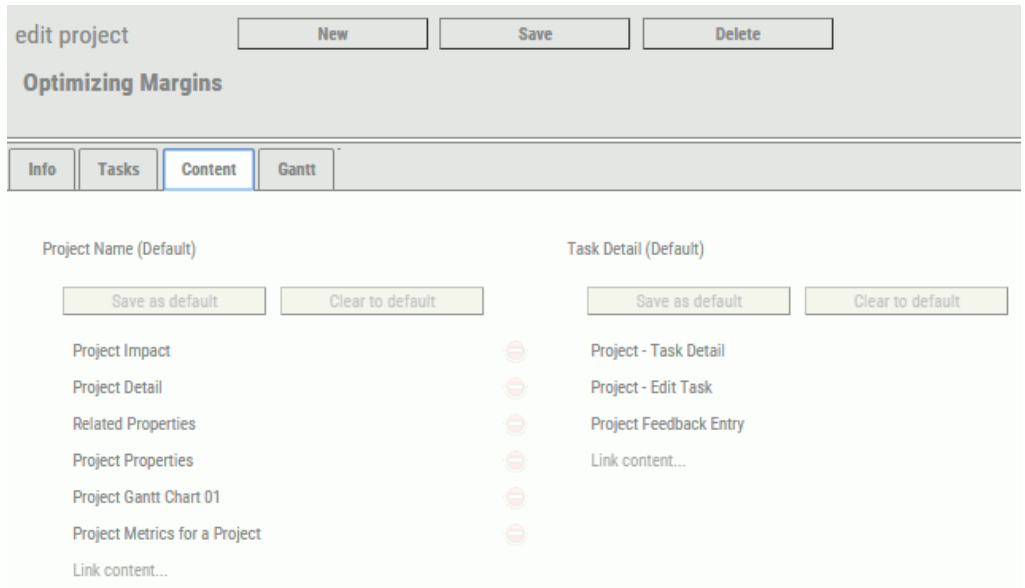 edit project
New
Save
Delete
Optimizing Margins
Info
Tasks
Content
Gantt
Project Name (Default)
Save as default
Clear to default
Project Impact
Project Detail
Related Properties
Project Properties
Project Gantt Chart 01
Project Metrics for a Project
Link content...
Task Detail (Default)
Save as default
Clear to default
Project - Task Detail
Project - Edit Task
Project Feedback Entry
Link content...